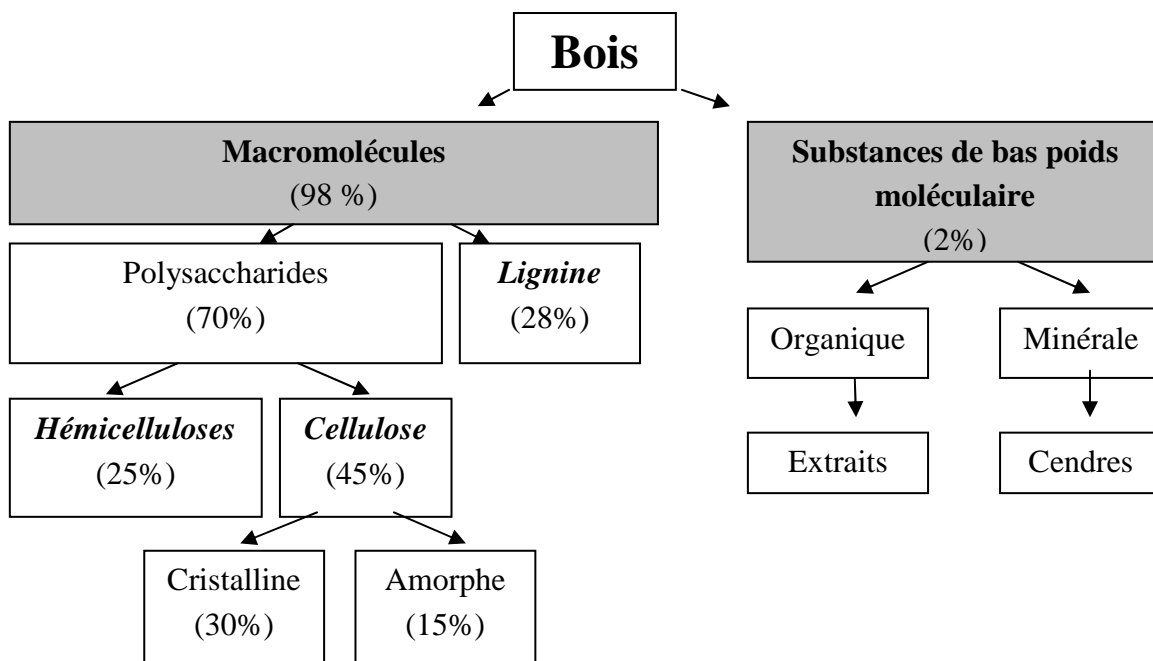 Bois
Macromolécules
(98 %)
Substances de bas poids
moléculaire
(2%)
Polysaccharides
(70%)
Lignine
(28%)
Organique
Minérale
Hémicelluloses
(25%)
Cellulose
(45%)
Extraits
Cendres
Cristalline
(30%)
Amorphe
(15%)